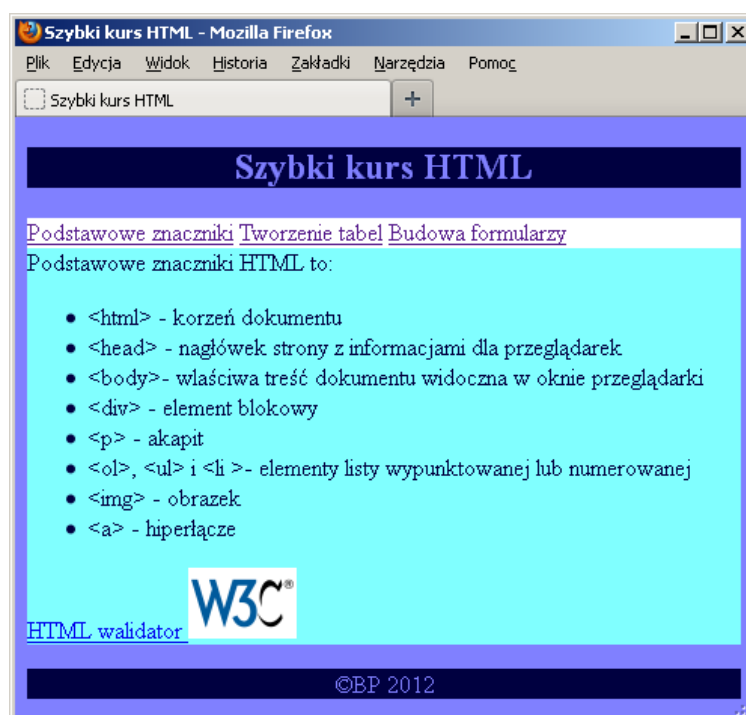 Szybki kurs HTML - Mozilla Firefox
Plik Edycja Widok Historia Zakładki Narzędzia Pomoc
Szybki kurs HTML
Szybki kurs HTML
Podstawowe znaczniki Tworzenie tabel Budowa formularzy
Podstawowe znaczniki HTML to:
<html> - korzeń dokumentu
<head> - nagłówek strony z informacjami dla przeglądarek
<body>- wlaściwa treść dokumentu widoczna w oknie przeglądarki
<div> - element blokowy
<p> - akapit
<ol>, <ul> i <li >- elementy listy wypunktowanej lub numerowanej
<img> - obrazek
<a> - hiperłącze
HTML walidator W3C®
©BP 2012